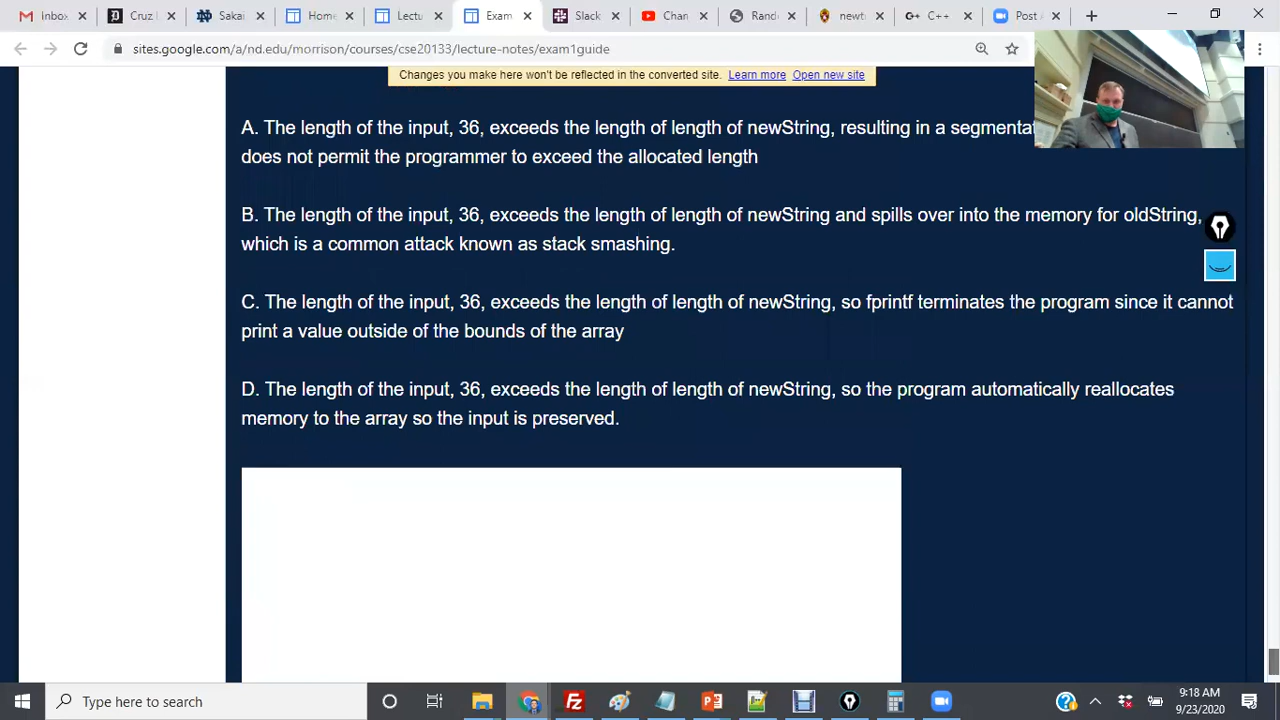 Inbox
Cruz
Sakai
Home
Lectu
Exam
Slack
Chan
Rand
newt
C++
Post A
sites.google.com/a/nd.edu/morrison/courses/cse20133/lecture-notes/exam1guide
Changes you make here won't be reflected in the converted site. Learn more Open new site
A. The length of the input, 36, exceeds the length of length of newString, resulting in a segmentat
does not permit the programmer to exceed the allocated length
B. The length of the input, 36, exceeds the length of length of newString and spills over into the memory for oldString,
which is a common attack known as stack smashing.
C. The length of the input, 36, exceeds the length of length of newString, so fprintf terminates the program since it cannot
print a value outside of the bounds of the array
D. The length of the input, 36, exceeds the length of length of newString, so the program automatically reallocates
memory to the array so the input is preserved.
Type here to search
9:18 AM
9/23/2020